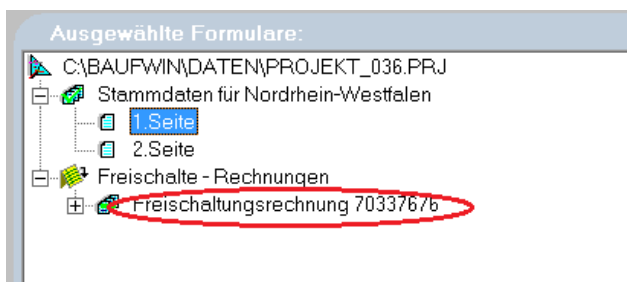 Ausgewählte Formulare:
C:\BAUFWIN\DATEN\PROJEKT_036.PRJ
Stammdaten für Nordrhein-Westfalen
1.Seite
2.Seite
Freischalte - Rechnungen
Freischaltungsrechnung 70337676